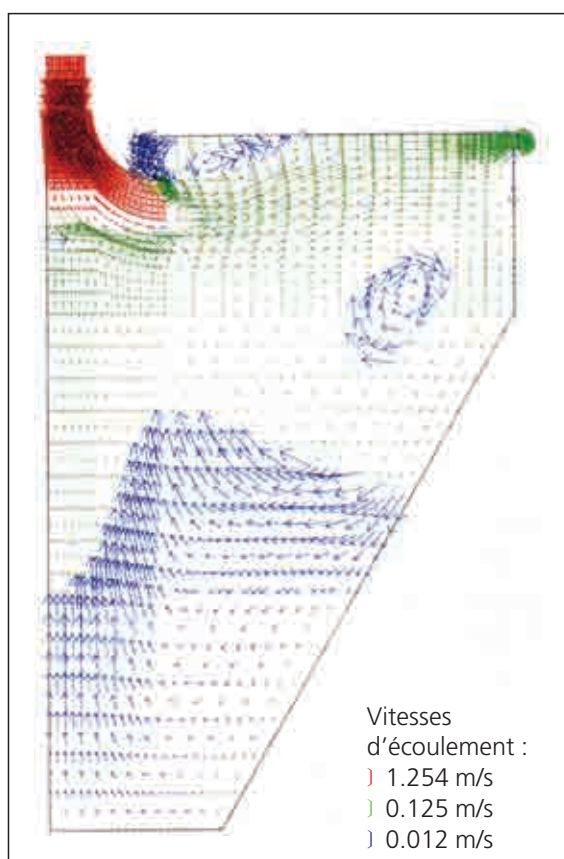 Vitesses
d’écoulement :
1.254 m/s
0.125 m/s
0.012 m/s